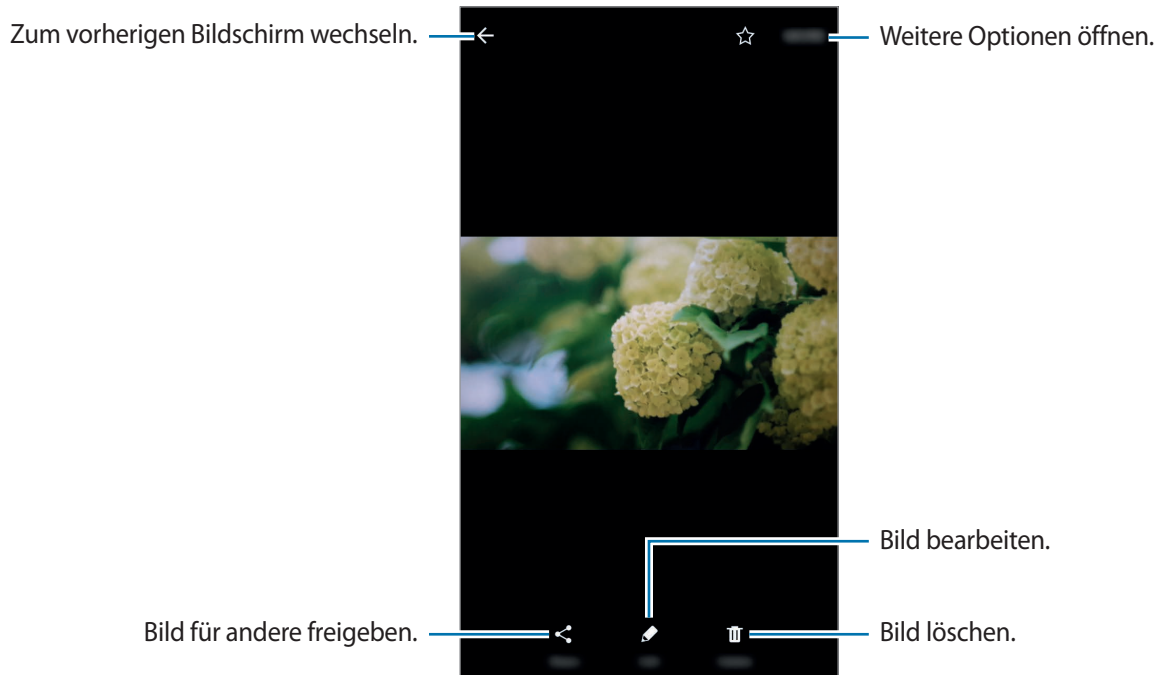 Zum vorherigen Bildschirm wechseln.
Weitere Optionen öffnen.
Bild bearbeiten.
Bild für andere freigeben.
Bild löschen.